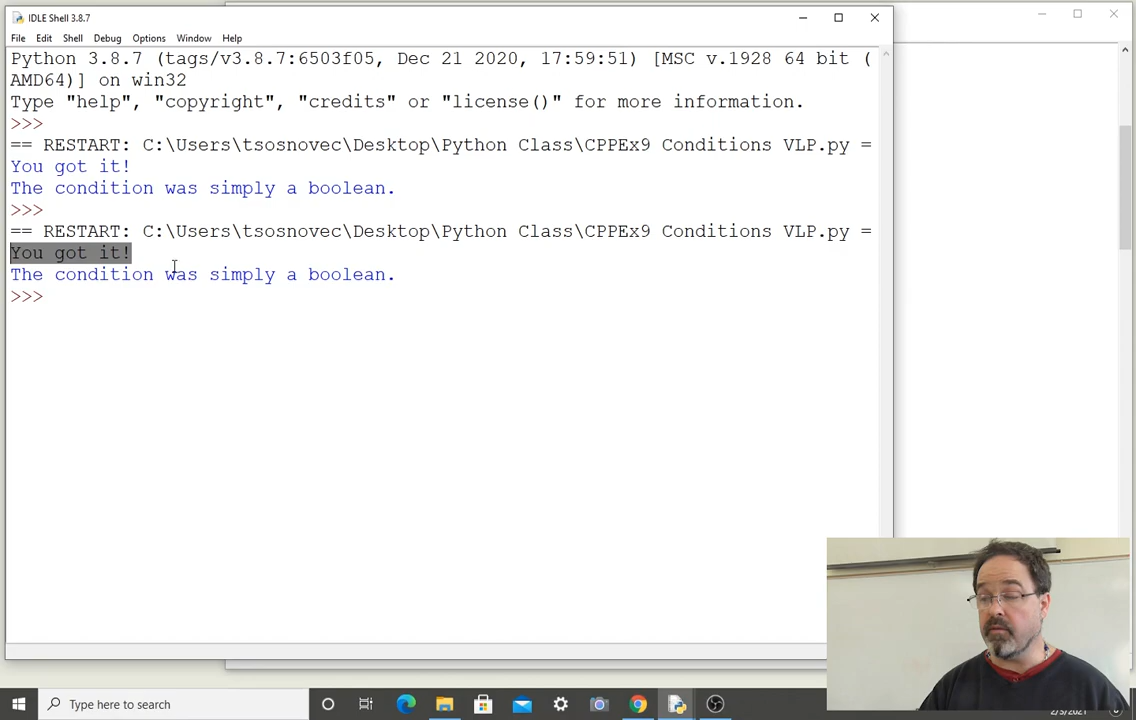 IDLE Shell 3.8.7
File Edit Shell Debug Options Window Help
Python 3.8.7 (tags/v3.8.7:6503f05, Dec 21 2020, 17:59:51) [MSC v.1928 64 bit (
AMD64)] on win32
Type "help", "copyright", "credits" or "license()" for more information.
>>>
== RESTART: C:\Users\tsosnovec\Desktop\Python Class\CPPEx9 Conditions VLP.py =
You got it!
The condition was simply a boolean.
>>>
== RESTART: C:\Users\tsosnovec\Desktop\Python Class\CPPEx9 Conditions VLP.py =
You got it!
The condition was simply a boolean.
>>>
Type here to search